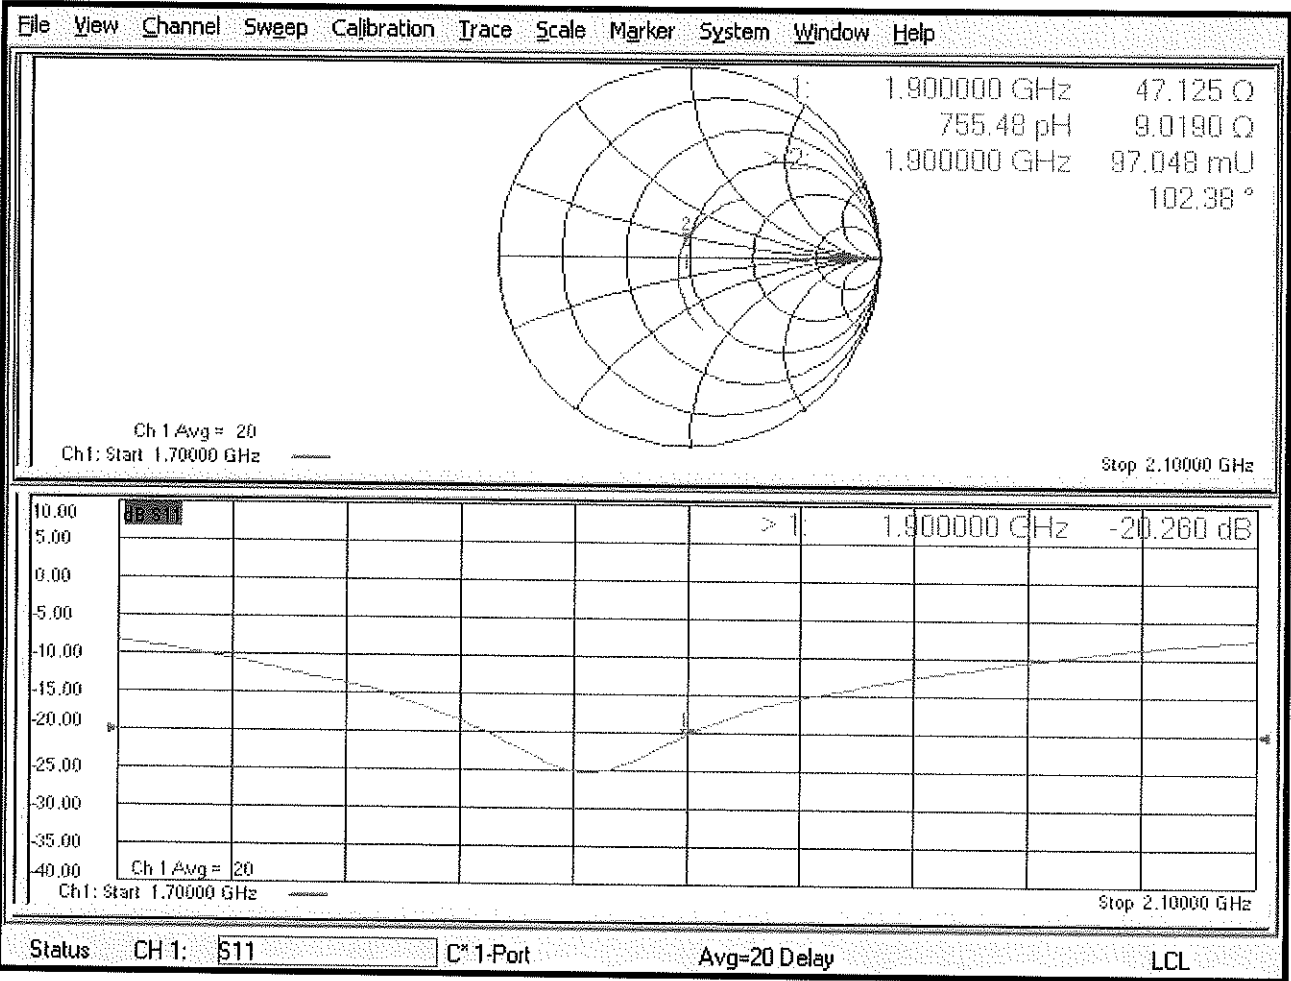 File View Channel Sweep Calibration Trace Scale Marker System Window Help
1: 1.900000 GHz 47.125 Ω
755.48 pH 9.0190 Ω
> 2: 1.900000 GHz 97.048 mU
102.38 °
2
1
Ch 1 Avg = 20
Ch1: Start 1.70000 GHz
Stop 2.10000 GHz
10.00
dB S11
> 1: 1.900000 GHz -20.260 dB
5.00
0.00
-5.00
-10.00
-15.00
-20.00
1
-25.00
-30.00
-35.00
-40.00
Ch 1 Avg = 20
Ch1: Start 1.70000 GHz
Stop 2.10000 GHz
Status CH 1: S11 C* 1-Port Avg=20 Delay LCL